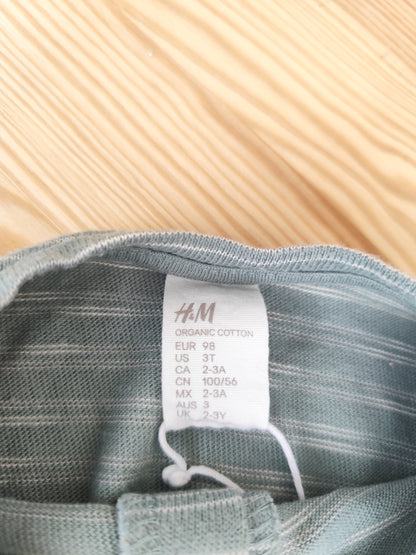 H&M
ORGANIC COTTON
EUR 98
US 3T
CA 2-3A
CN 100/56
MX 2-3A
AUS 3
UK 2-3Y